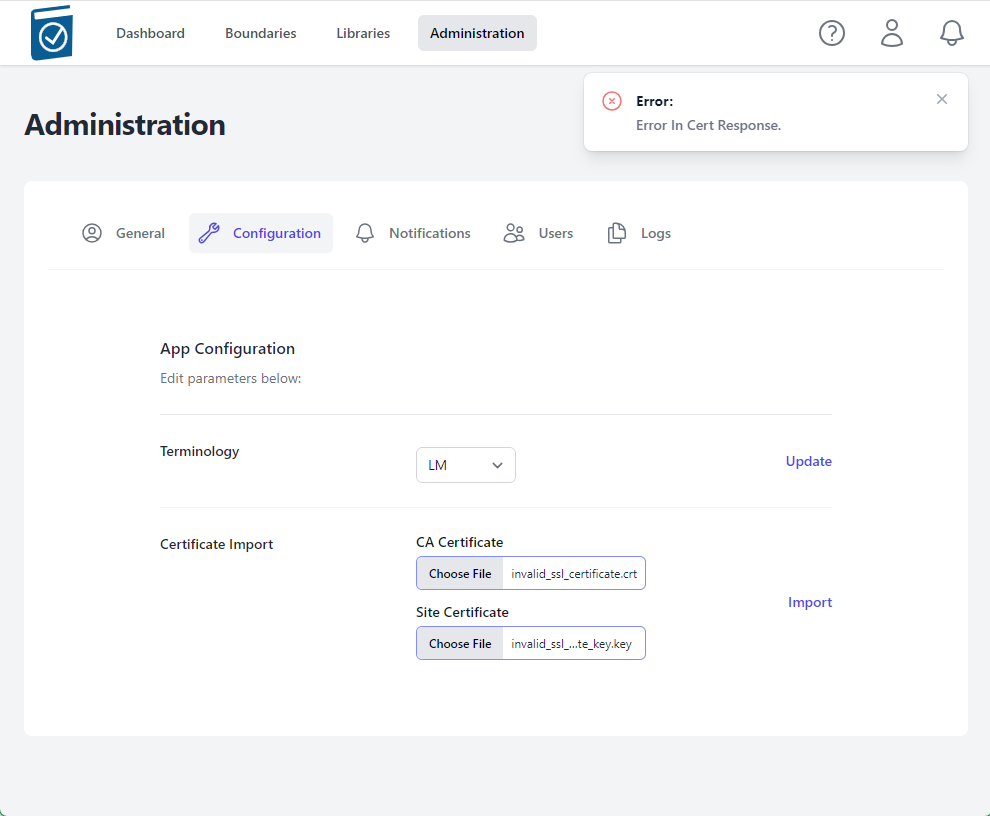 Dashboard Boundaries Libraries Administration
Error:
Error In Cert Response.
Administration
General Configuration Notifications Users Logs
App Configuration
Edit parameters below:
Terminology LM Update
Certificate Import
CA Certificate
Choose File invalid_ssl_certificate.crt
Import
Site Certificate
Choose File invalid_ssl_...te_key.key